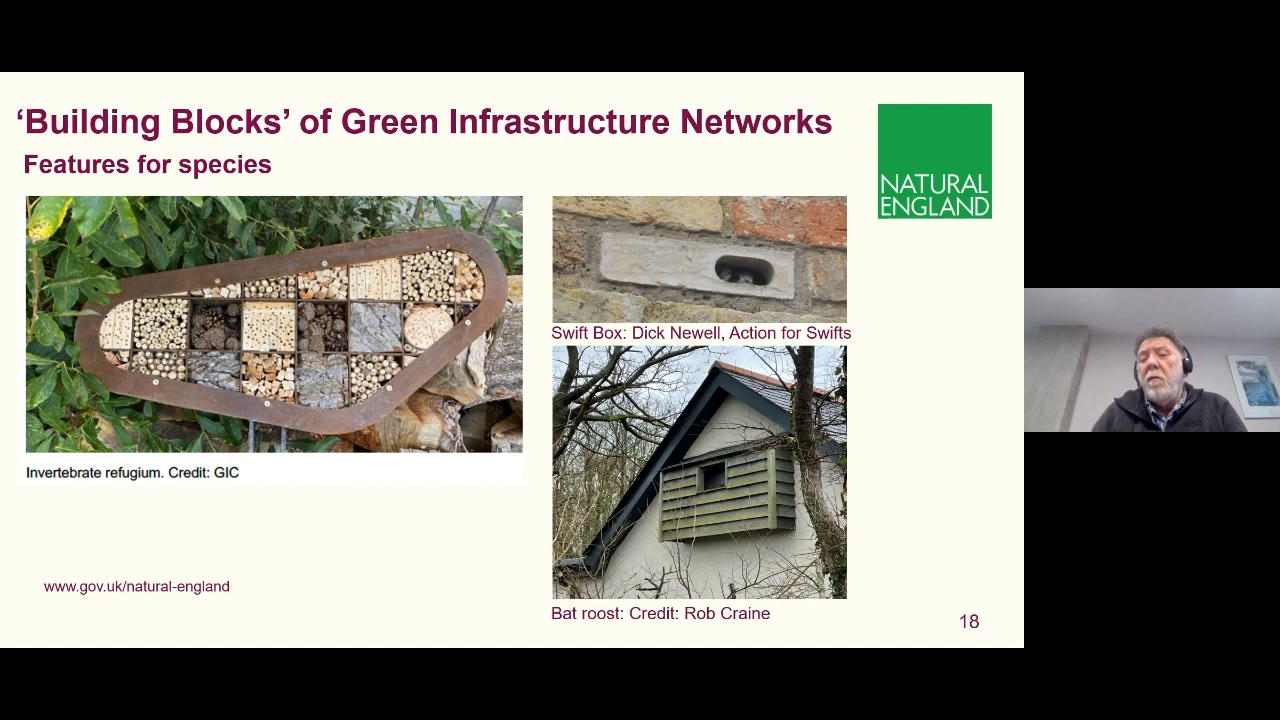 ‘Building Blocks’ of Green Infrastructure Networks
Features for species
NATURAL
ENGLAND
Swift Box: Dick Newell, Action for Swifts
Invertebrate refugium. Credit: GIC
www.gov.uk/natural-england
Bat roost: Credit: Rob Craine
18